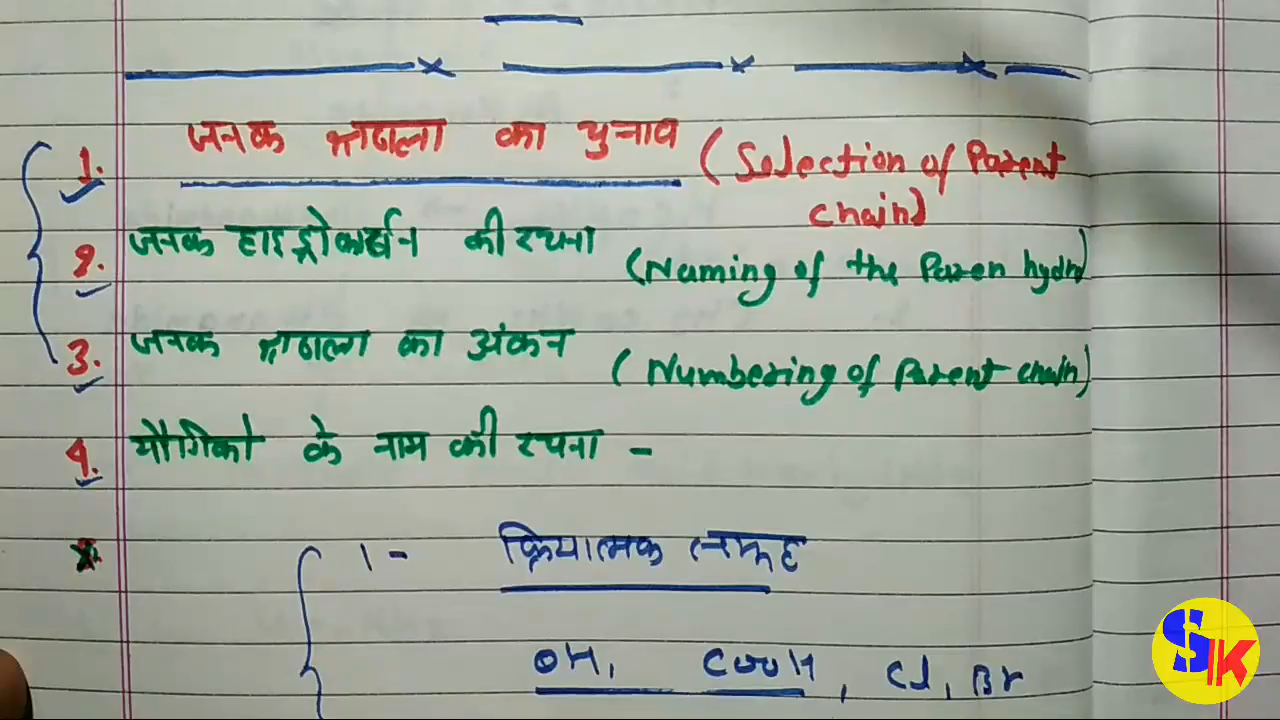 1. जनक श्रृंखला का चुनाव (Selection of Parent
chain)
2. जनक हाइड्रोकार्बन की रचना (Naming of the Paren hydro)
3. जनक श्रृंखला का अंकन (Numbering of Parent chain)
4. यौगिको के नाम की रचना -
1- क्रियात्मक समूह
OH, COOH, Cl, Br
SK